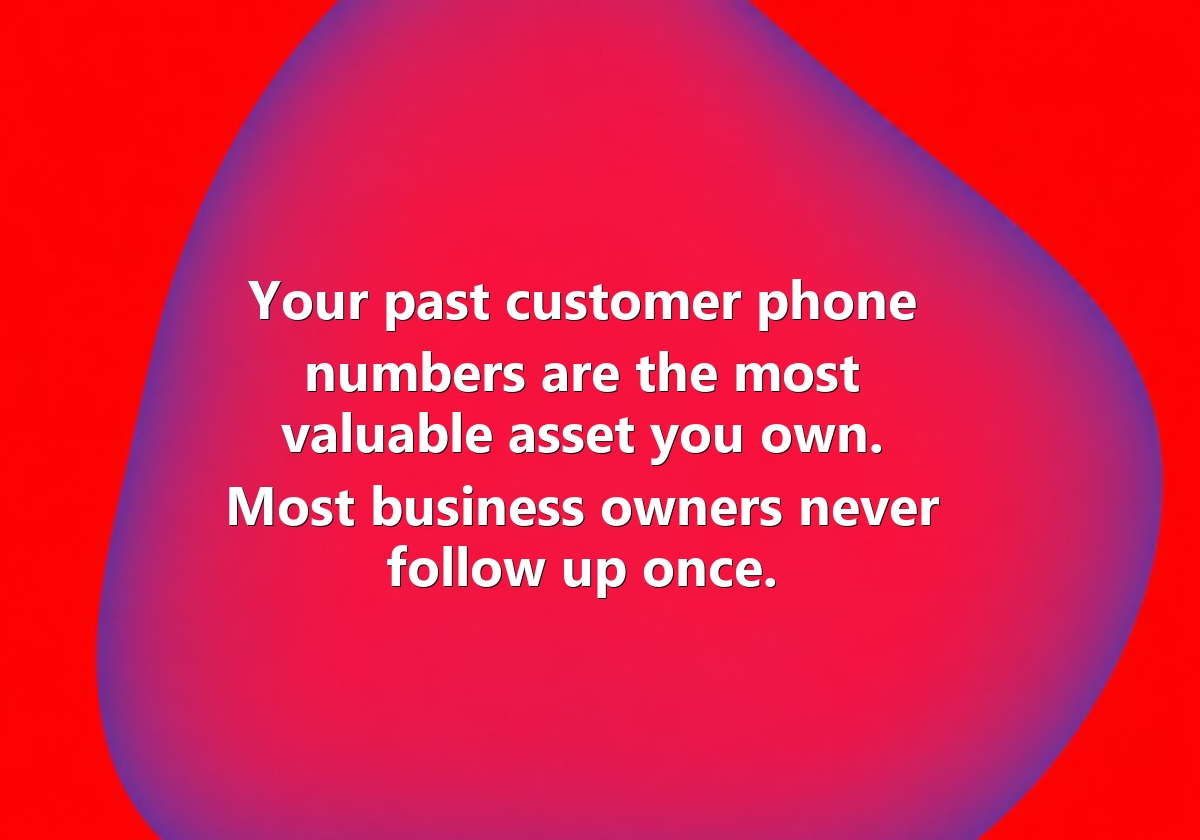 Your past customer phone
numbers are the most
valuable asset you own.
Most business owners never
follow up once.